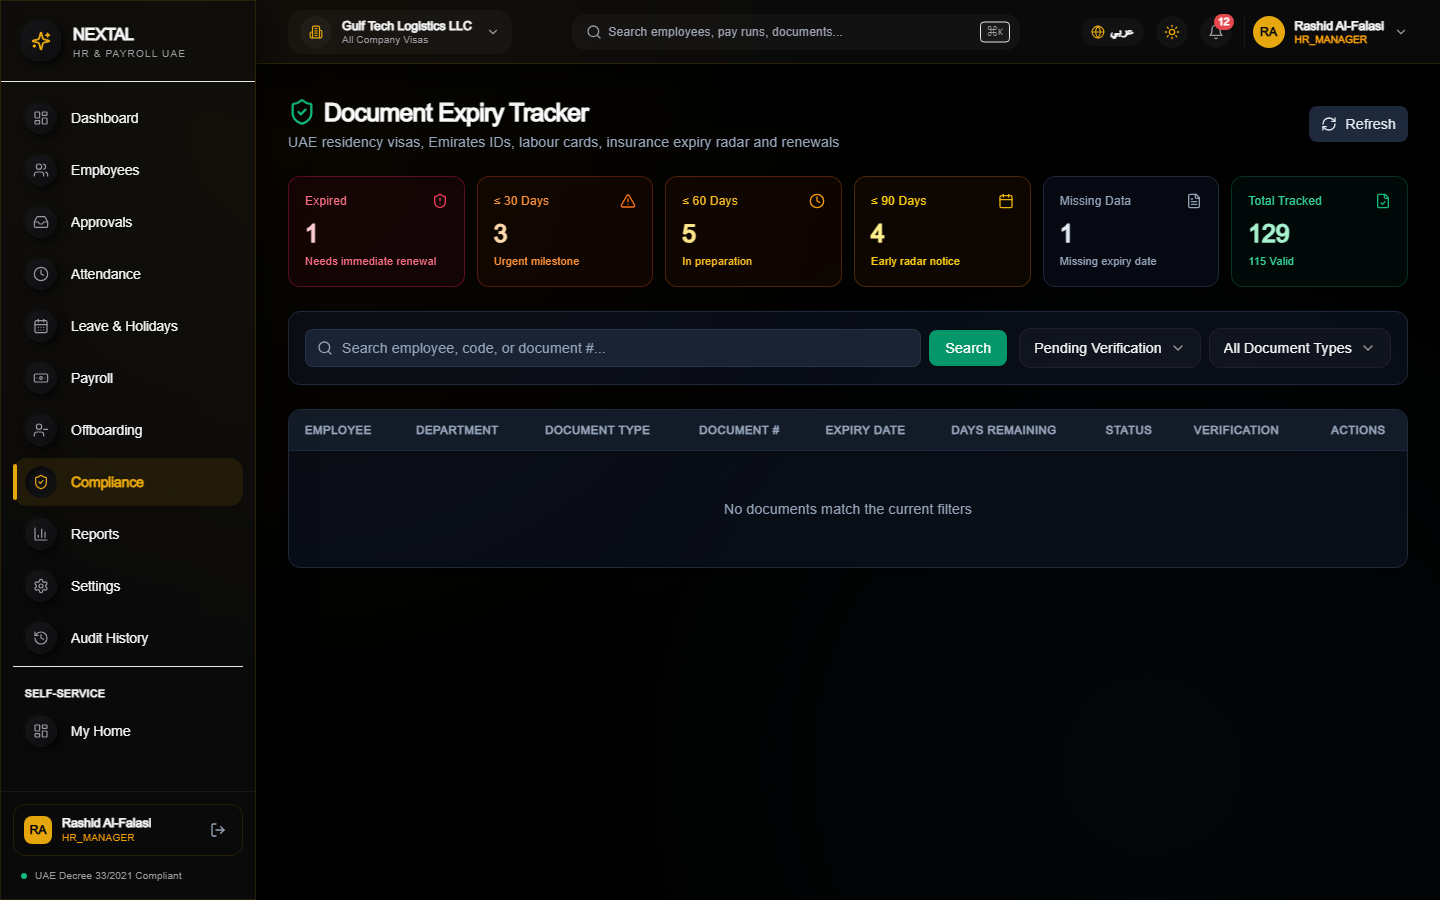 NEXTAL
HR & PAYROLL UAE
Gulf Tech Logistics LLC
All Company Visas
Search employees, pay runs, documents...
⌘K
عربي
12
RA
Rashid Al-Falasi
HR_MANAGER
Dashboard
Employees
Approvals
Attendance
Leave & Holidays
Payroll
Offboarding
Compliance
Reports
Settings
Audit History
SELF-SERVICE
My Home
RA
Rashid Al-Falasi
HR_MANAGER
UAE Decree 33/2021 Compliant
Document Expiry Tracker
UAE residency visas, Emirates IDs, labour cards, insurance expiry radar and renewals
Refresh
Expired
1
Needs immediate renewal
≤ 30 Days
3
Urgent milestone
≤ 60 Days
5
In preparation
≤ 90 Days
4
Early radar notice
Missing Data
1
Missing expiry date
Total Tracked
129
115 Valid
Search employee, code, or document #...
Search
Pending Verification
All Document Types
EMPLOYEE DEPARTMENT DOCUMENT TYPE DOCUMENT # EXPIRY DATE DAYS REMAINING STATUS VERIFICATION ACTIONS
No documents match the current filters